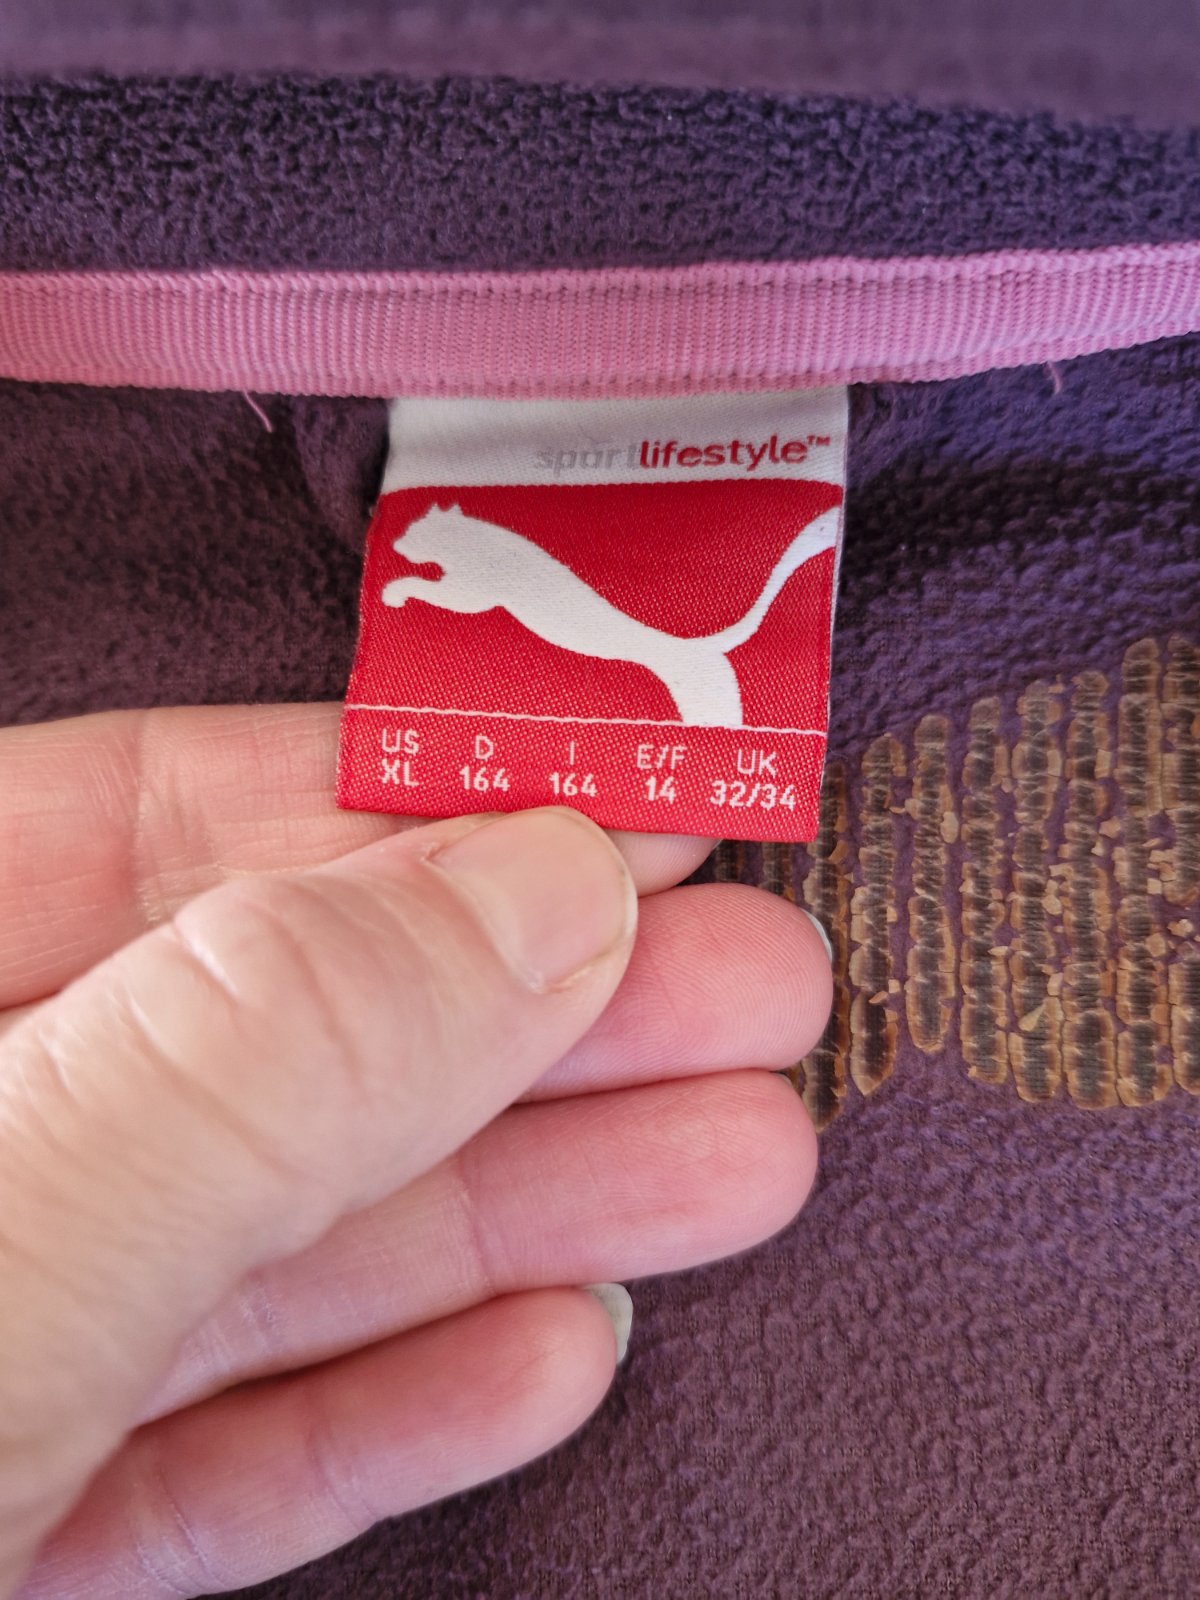 sportlifestyle™
US D I E/F UK
XL 164 164 14 32/34